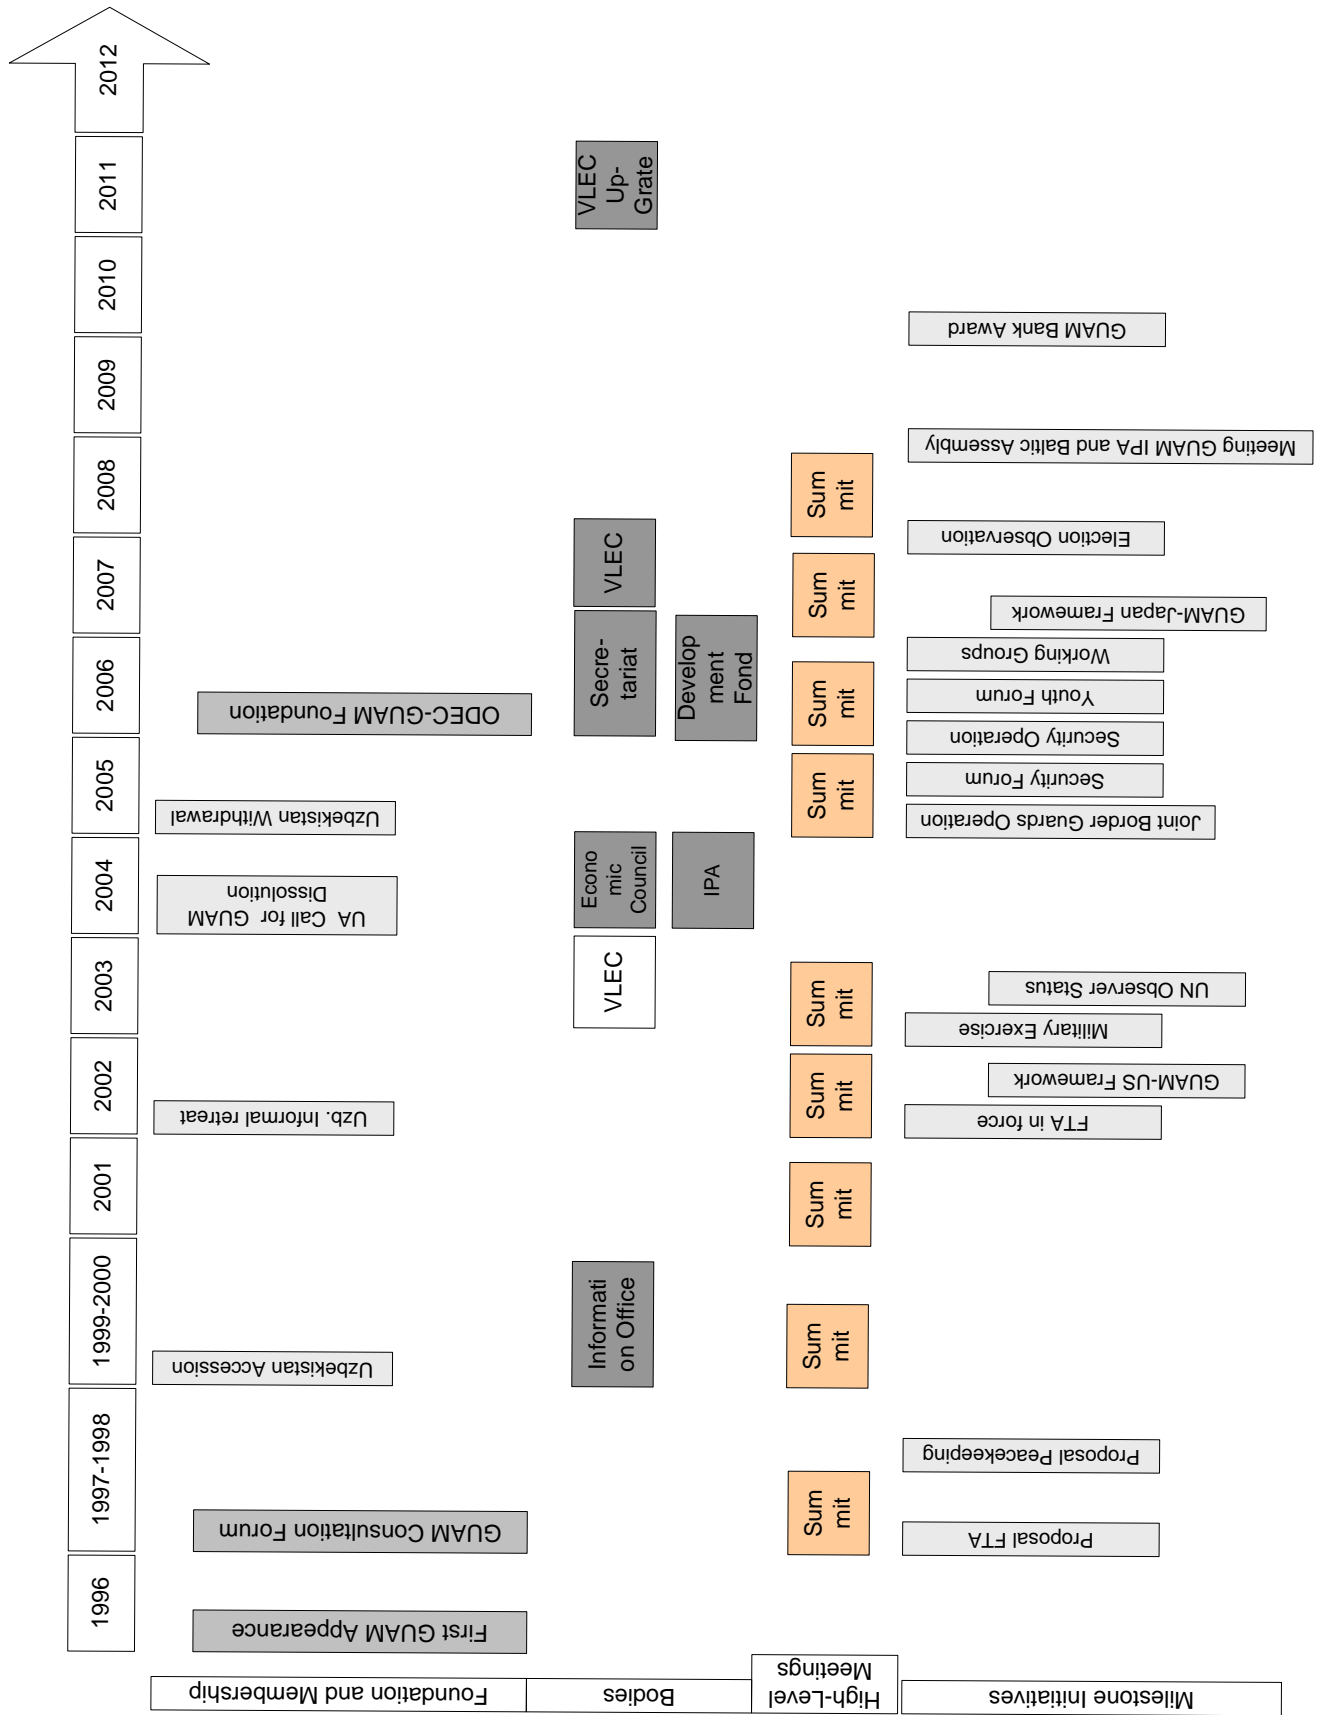 2012
2011
2010
2009
2008
2007
2006
2005
2004
2003
2002
2001
1999-2000
1997-1998
1996
Foundation and Membership
First GUAM Appearance
GUAM Consultation Forum
Uzbekistan Accession
Uzb. Informal retreat
UA Call for GUAM
Dissolution
Uzbekistan Withdrawal
ODEC-GUAM Foundation
Bodies
Informati
on Office
VLEC
Econo
mic
Council
IPA
Secre-
tariat
Develop
ment
Fond
VLEC
VLEC
Up-
Grate
High-Level
Meetings
Sum
mit
Sum
mit
Sum
mit
Sum
mit
Sum
mit
Sum
mit
Sum
mit
Sum
mit
Sum
mit
Milestone Initiatives
Proposal FTA
Proposal Peacekeeping
FTA in force
GUAM-US Framework
Military Exercise
UN Observer Status
Joint Border Guards Operation
Security Forum
Security Operation
Youth Forum
Working Groups
GUAM-Japan Framework
Election Observation
Meeting GUAM IPA and Baltic Assembly
GUAM Bank Award